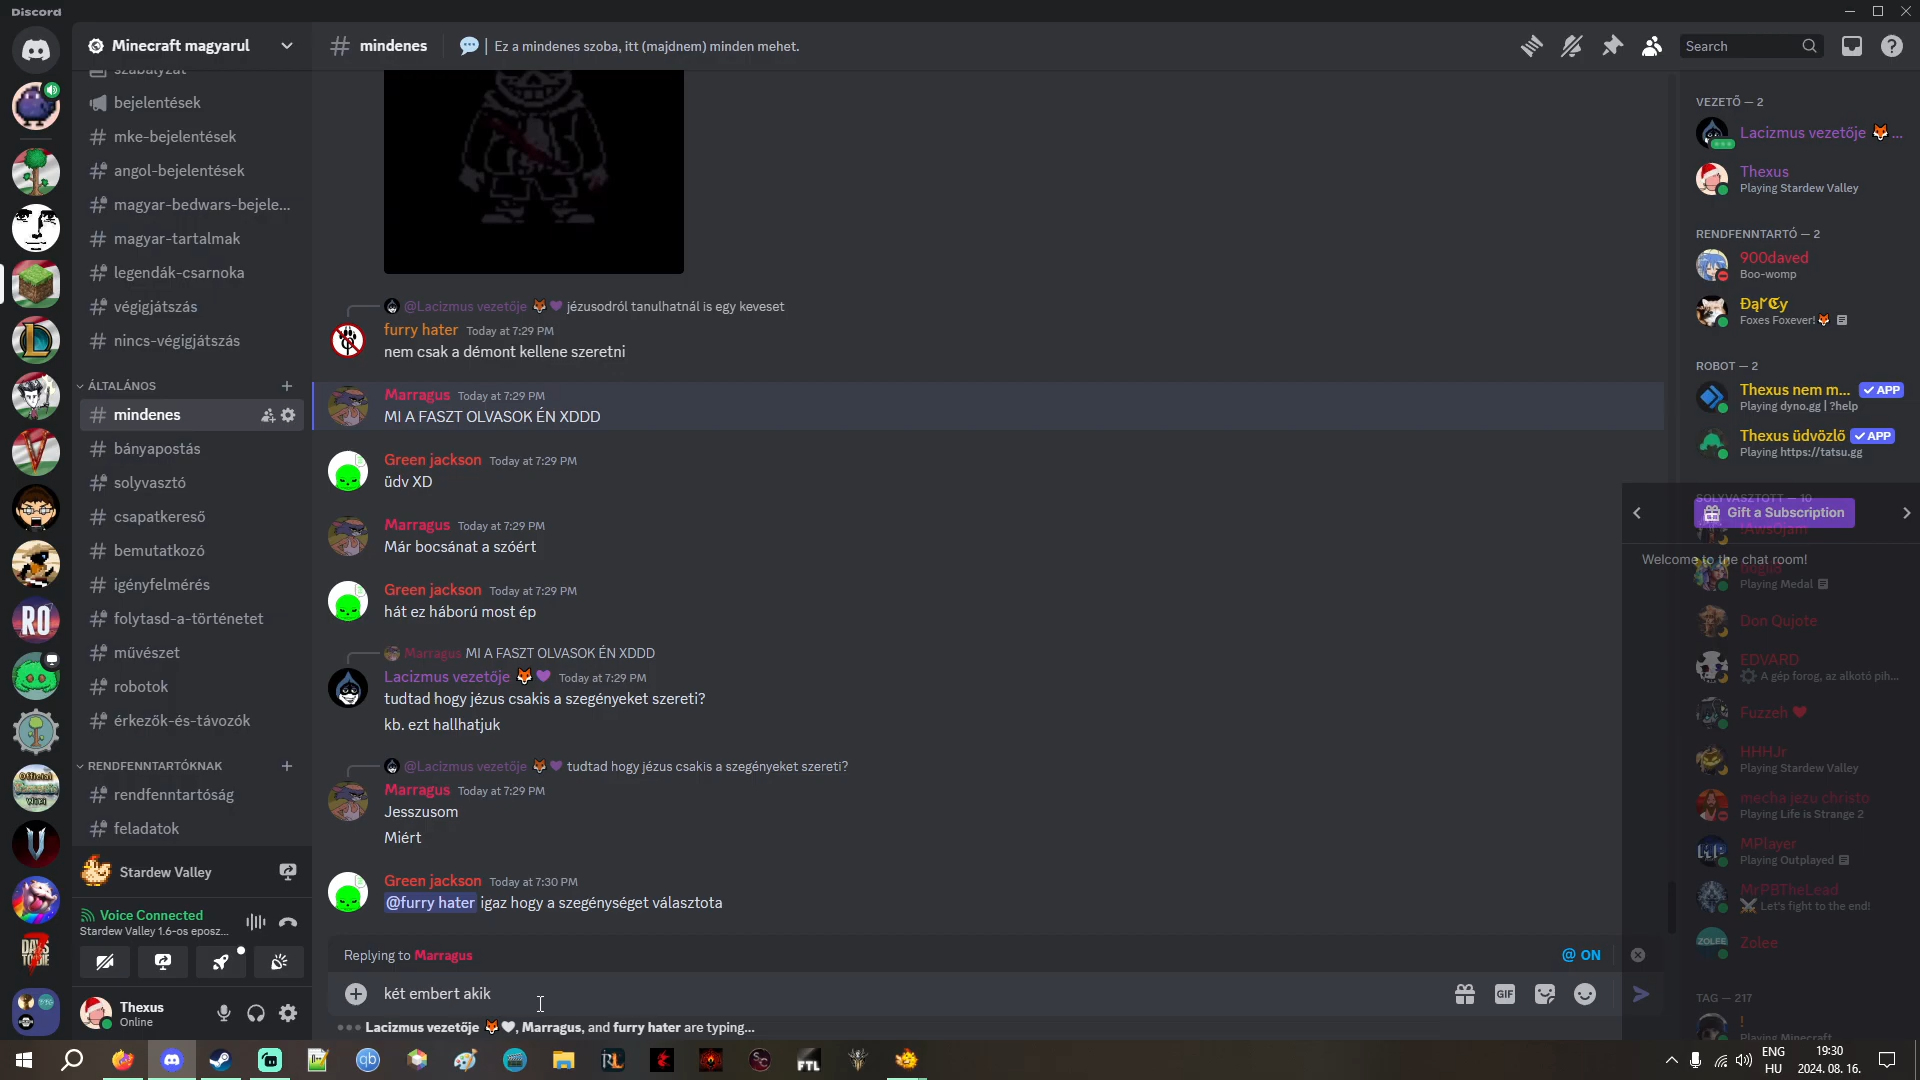 Discord
Minecraft magyarul
mindenes
Ez a mindenes szoba, itt (majdnem) minden mehet.
Search
szabályzat
bejelentések
mke-bejelentések
angol-bejelentések
magyar-bedwars-bejele...
magyar-tartalmak
legendák-csarnoka
végigjátszás
nincs-végigjátszás
ÁLTALÁNOS
mindenes
bányapostás
solyvasztó
csapatkereső
bemutatkozó
igényfelmérés
folytasd-a-történetet
művészet
robotok
érkezők-és-távozók
RENDFENNTARTÓKNAK
rendfenntartóság
feladatok
Stardew Valley
Voice Connected
Stardew Valley 1.6-os eposz...
Thexus
Online
@Lacizmus vezetője 🦊💜 jézusodról tanulhatnál is egy keveset
furry hater Today at 7:29 PM
nem csak a démont kellene szeretni
Marragus Today at 7:29 PM
MI A FASZT OLVASOK ÉN XDDD
Green jackson Today at 7:29 PM
üdv XD
Marragus Today at 7:29 PM
Már bocsánat a szóért
Green jackson Today at 7:29 PM
hát ez háború most ép
Marragus MI A FASZT OLVASOK ÉN XDDD
Lacizmus vezetője 🦊💜 Today at 7:29 PM
tudtad hogy jézus csakis a szegényeket szereti?
kb. ezt hallhatjuk
@Lacizmus vezetője 🦊💜 tudtad hogy jézus csakis a szegényeket szereti?
Marragus Today at 7:29 PM
Jesszusom
Miért
Green jackson Today at 7:30 PM
@furry hater igaz hogy a szegénységet választota
Replying to Marragus
@ ON
két embert akik
GIF
Lacizmus vezetője 🦊🤍, Marragus, and furry hater are typing...
VEZETŐ — 2
Lacizmus vezetője 🦊 ...
Thexus
Playing Stardew Valley
RENDFENNTARTÓ — 2
900daved
Boo-womp
Đąɼℭy
Foxes Foxever! 🦊
ROBOT — 2
Thexus nem m... ✓ APP
Playing dyno.gg | ?help
Thexus üdvözlő ✓ APP
Playing https://tatsu.gg
SOLYVASZTOTT — 10
Gift a Subscription
Welcome to the chat room!
Playing Medal
Don Qujote
EDVARD
A gép forog, az alkotó pih...
Fuzzeh ❤
HHHJr
Playing Stardew Valley
mecha jezu christo
Playing Life is Strange 2
MPlayer
Playing Outplayed
MrPBTheLead
Let's fight to the end!
ZOLEE
Zolee
TAG — 217
!
Playing Minecraft
RO
FTL
ENG
HU
19:30
2024. 08. 16.